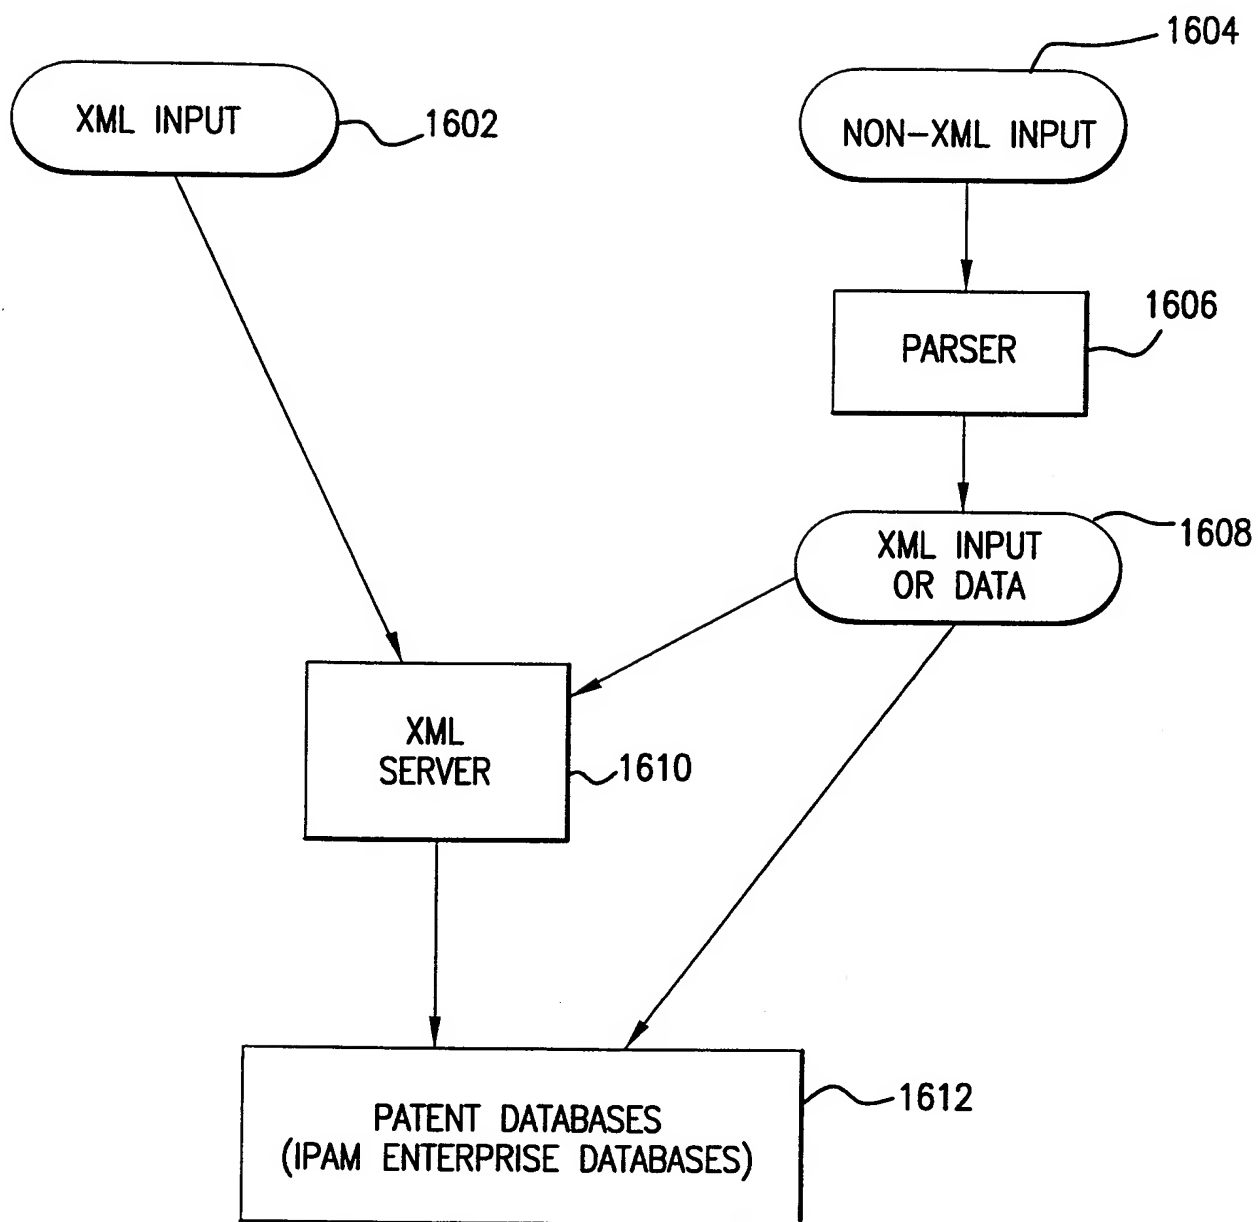 1604
XML INPUT
1602
NON-XML INPUT
1606
PARSER
1608
XML INPUT
OR DATA
XML
SERVER
1610
1612
PATENT DATABASES
(IPAM ENTERPRISE DATABASES)